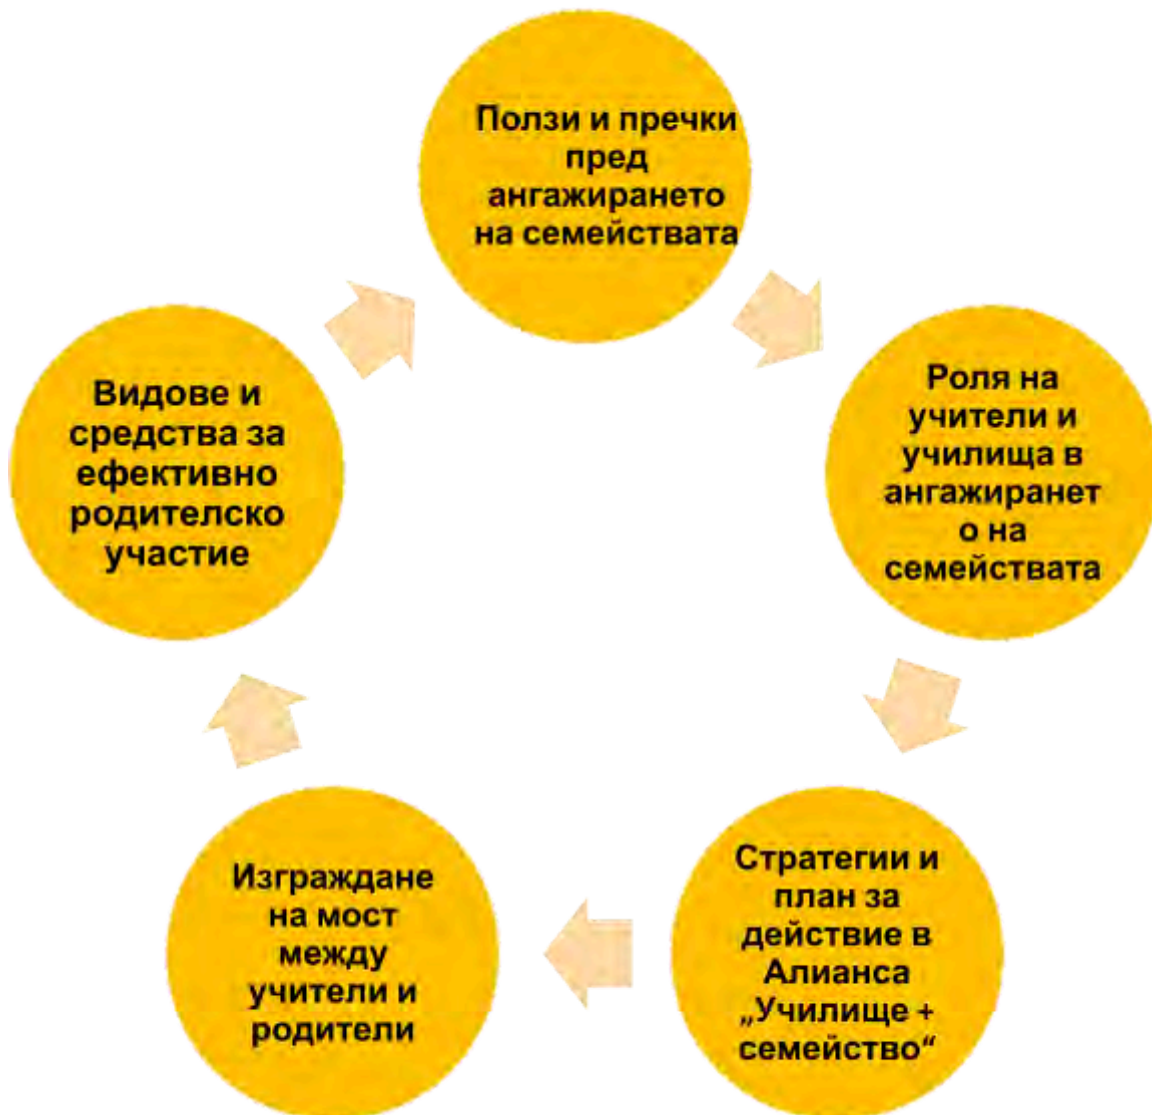 Ползи и пречки
пред
ангажирането
на семействата
Роля на
учители и
училища в
ангажиранет
о на
семействата
Стратегии и
план за
действие в
Алианса
„Училище +
семейство“
Изграждане
на мост
между
учители и
родители
Видове и
средства за
ефективно
родителско
участие